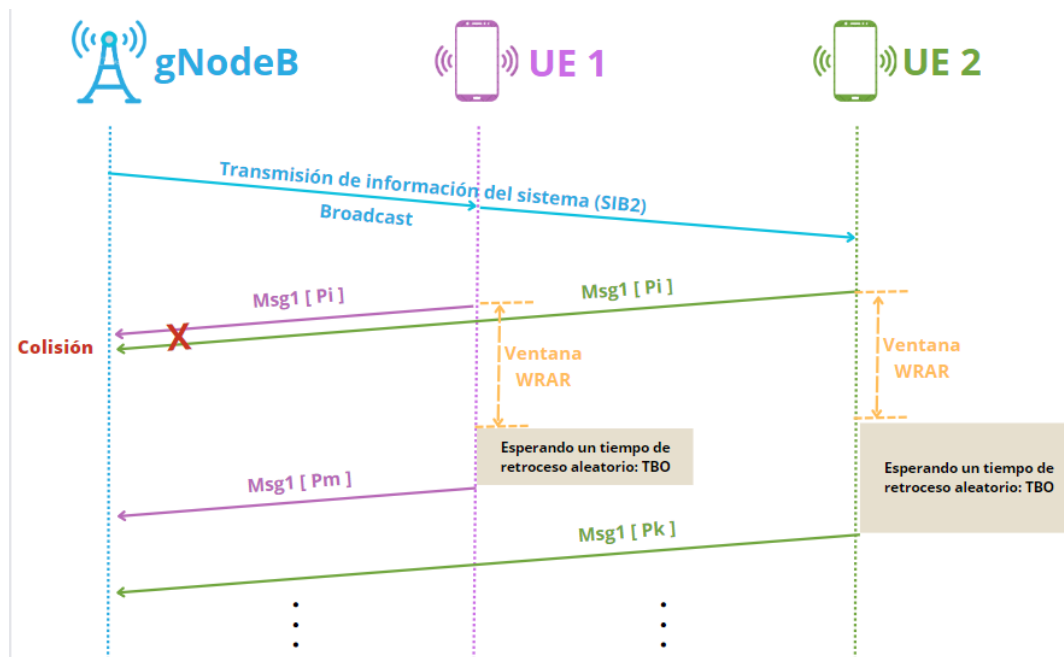 gNodeB
UE 1
UE 2
Transmisión de información del sistema (SIB2)
Broadcast
Msg1 [ Pi ]
Msg1 [ Pi ]
X
Colisión
Ventana
WRAR
Ventana
WRAR
Esperando un tiempo de
retroceso aleatorio: TBO
Esperando un tiempo de
retroceso aleatorio: TBO
Msg1 [ Pm ]
Msg1 [ Pk ]